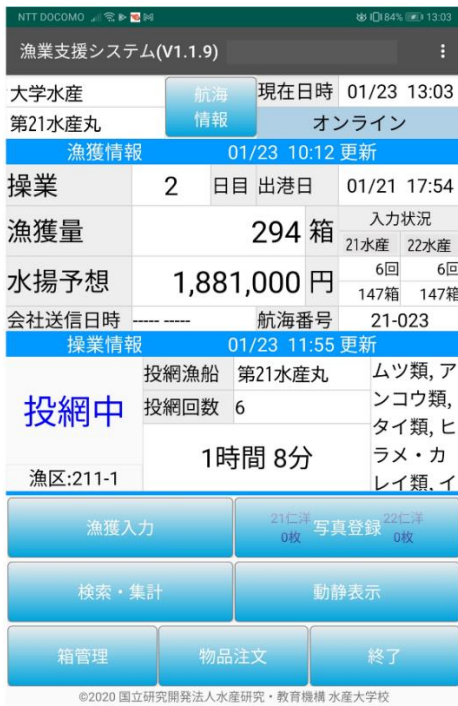 NTT DOCOMO 84% 13:03
漁業支援システム(V1.1.9)
大学水産 航海情報 現在日時 01/23 13:03
第21水産丸 オンライン
漁獲情報 01/23 10:12 更新
操業 2 日目 出港日 01/21 17:54
漁獲量 294 箱 入力状況
21水産 22水産
水揚予想 1,881,000 円 6回 6回
147箱 147箱
会社送信日時 ----- ----- 航海番号 21-023
操業情報 01/23 11:55 更新
投網中 投網漁船 第21水産丸 ムツ類, ア
投網回数 6 ンコウ類,
タイ類, ヒ
1時間 8分 ラメ・カ
漁区:211-1 レイ類, イ
漁獲入力 21仁洋 0枚 写真登録 22仁洋 0枚
検索・集計 動静表示
箱管理 物品注文 終了
©2020 国立研究開発法人水産研究・教育機構 水産大学校